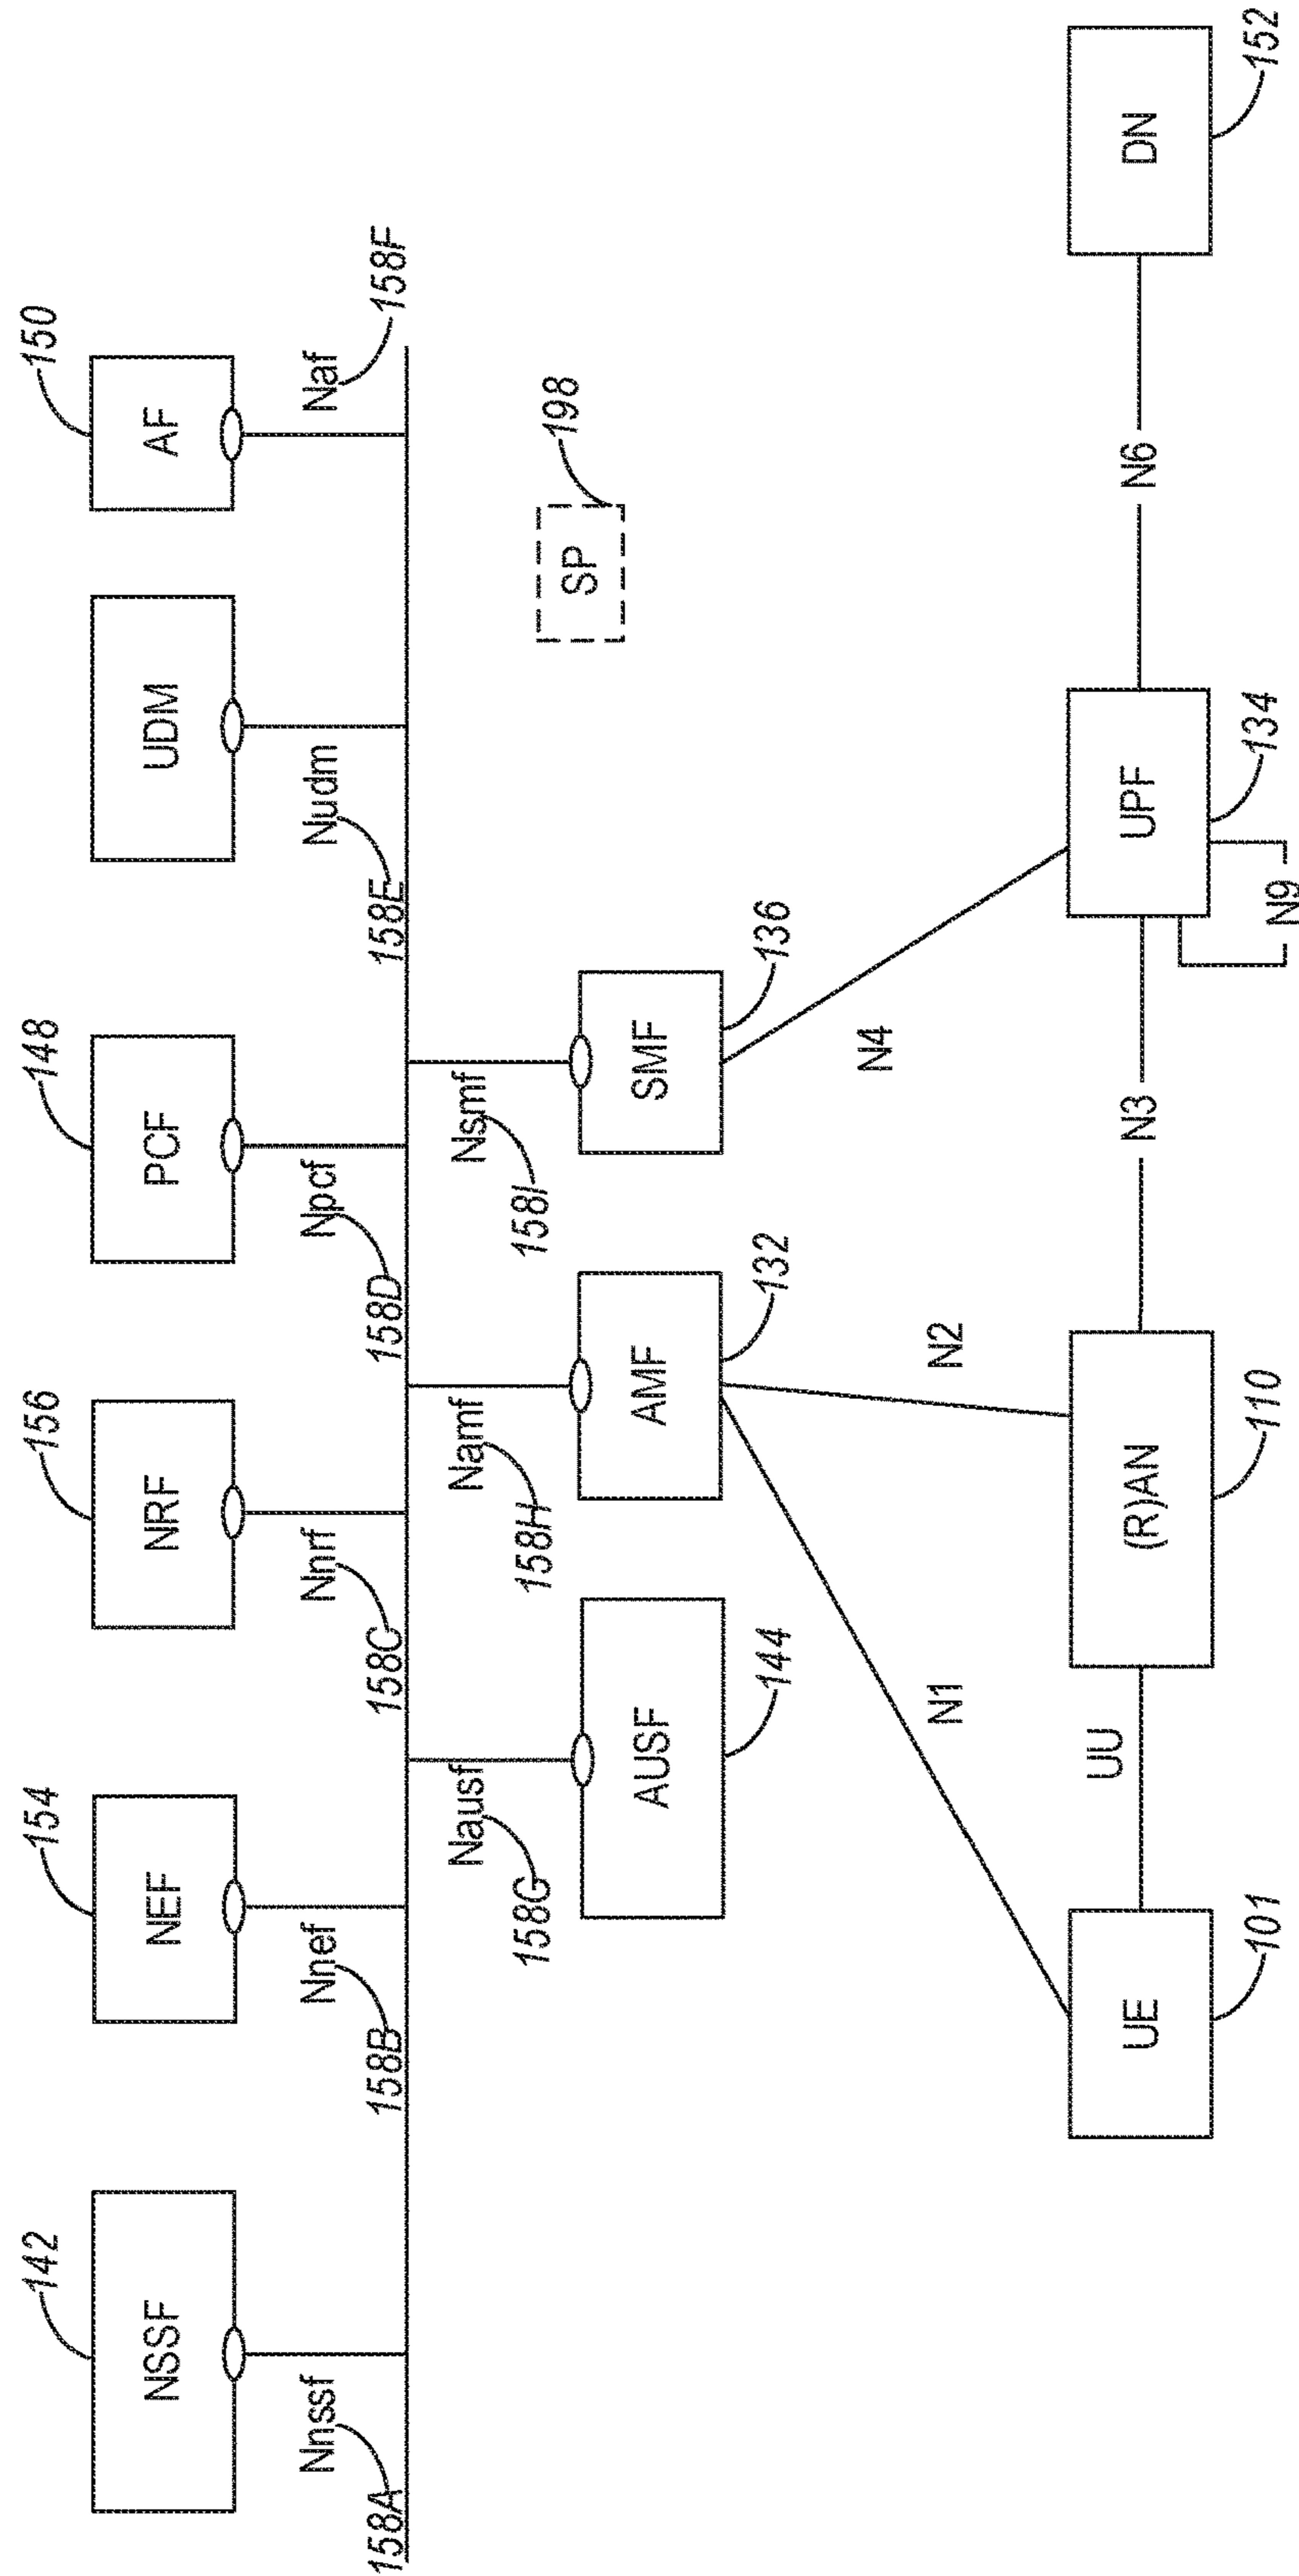 142
154
156
148
150
NSSF
NEF
NRF
PCF
UDM
AF
Nnssf
Nnef
Nnrf
Npcf
Nudm
Naf
158A
158B
158C
158D
158E
158F
Nausf
Namf
Nsmf
158G
158H
158I
198
SP
AUSF
AMF
SMF
144
132
136
N1
N2
N4
UU
UE
(R)AN
N3
UPF
N6
DN
101
110
N9
134
152